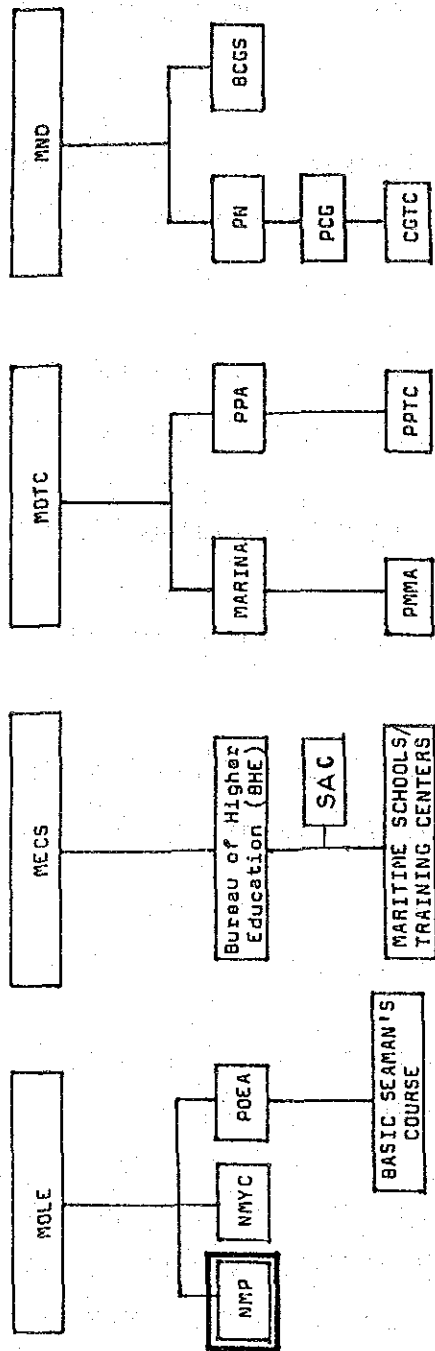 MOLE
MECS
MOTC
MND
NMP
NMYC
POEA
Bureau of Higher
Education (BHE)
MARINA
PPA
PN
BCGS
SAC
PCG
BASIC SEAMAN'S
COURSE
MARITIME SCHOOLS/
TRAINING CENTERS
PMMA
PPTC
CGTC